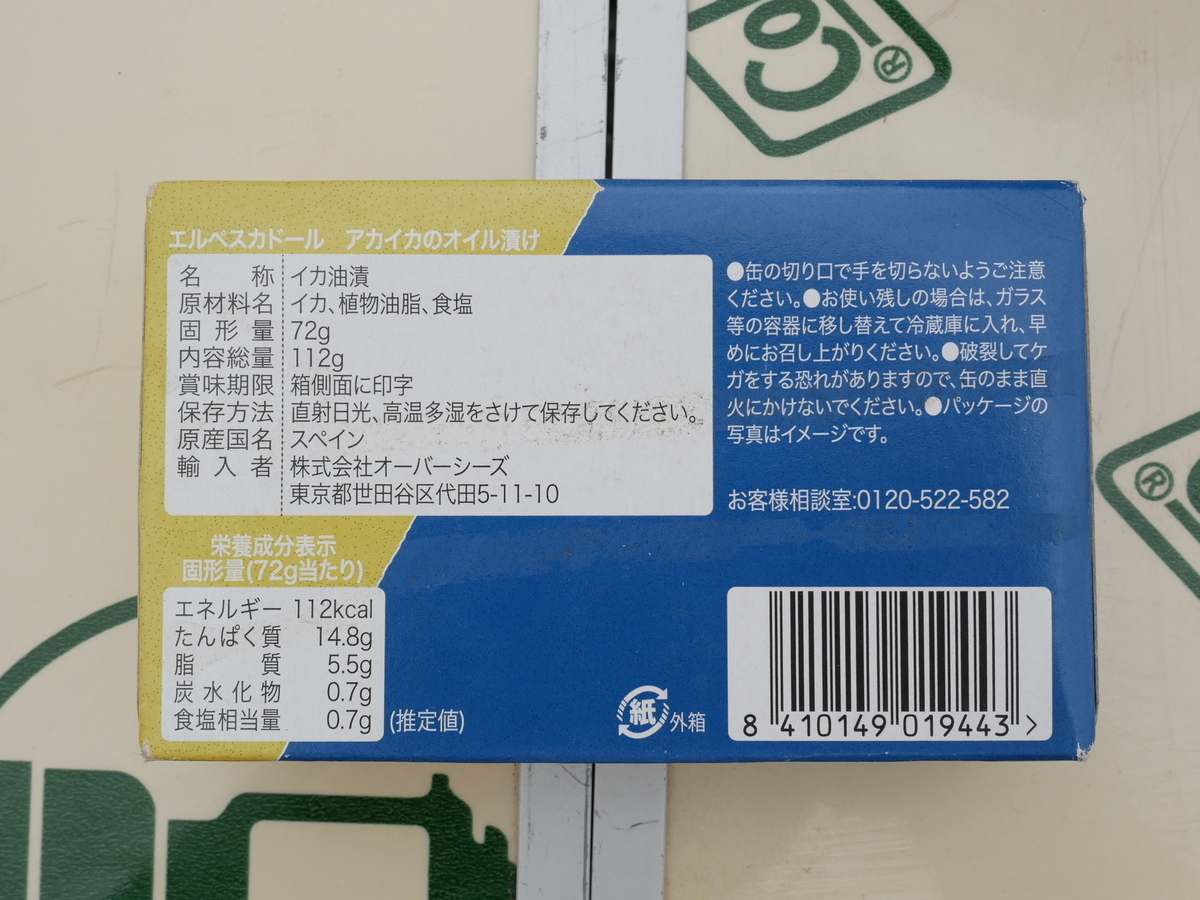 Co
®
エルペスカドール　アカイカのオイル漬け
名称 イカ油漬
原材料名 イカ、植物油脂、食塩
固形量 72g
内容総量 112g
賞味期限 箱側面に印字
保存方法 直射日光、高温多湿をさけて保存してください。
原産国名 スペイン
輸入者 株式会社オーバーシーズ
東京都世田谷区代田5-11-10
●缶の切り口で手を切らないようご注意
ください。●お使い残しの場合は、ガラス
等の容器に移し替えて冷蔵庫に入れ、早
めにお召し上がりください。●破裂してケ
ガをする恐れがありますので、缶のまま直
火にかけないでください。●パッケージの
写真はイメージです。
お客様相談室:0120-522-582
®
栄養成分表示
固形量(72g当たり)
エネルギー 112kcal
たんぱく質 14.8g
脂質 5.5g
炭水化物 0.7g
食塩相当量 0.7g (推定値)
紙 外箱
8 410149 019443 >